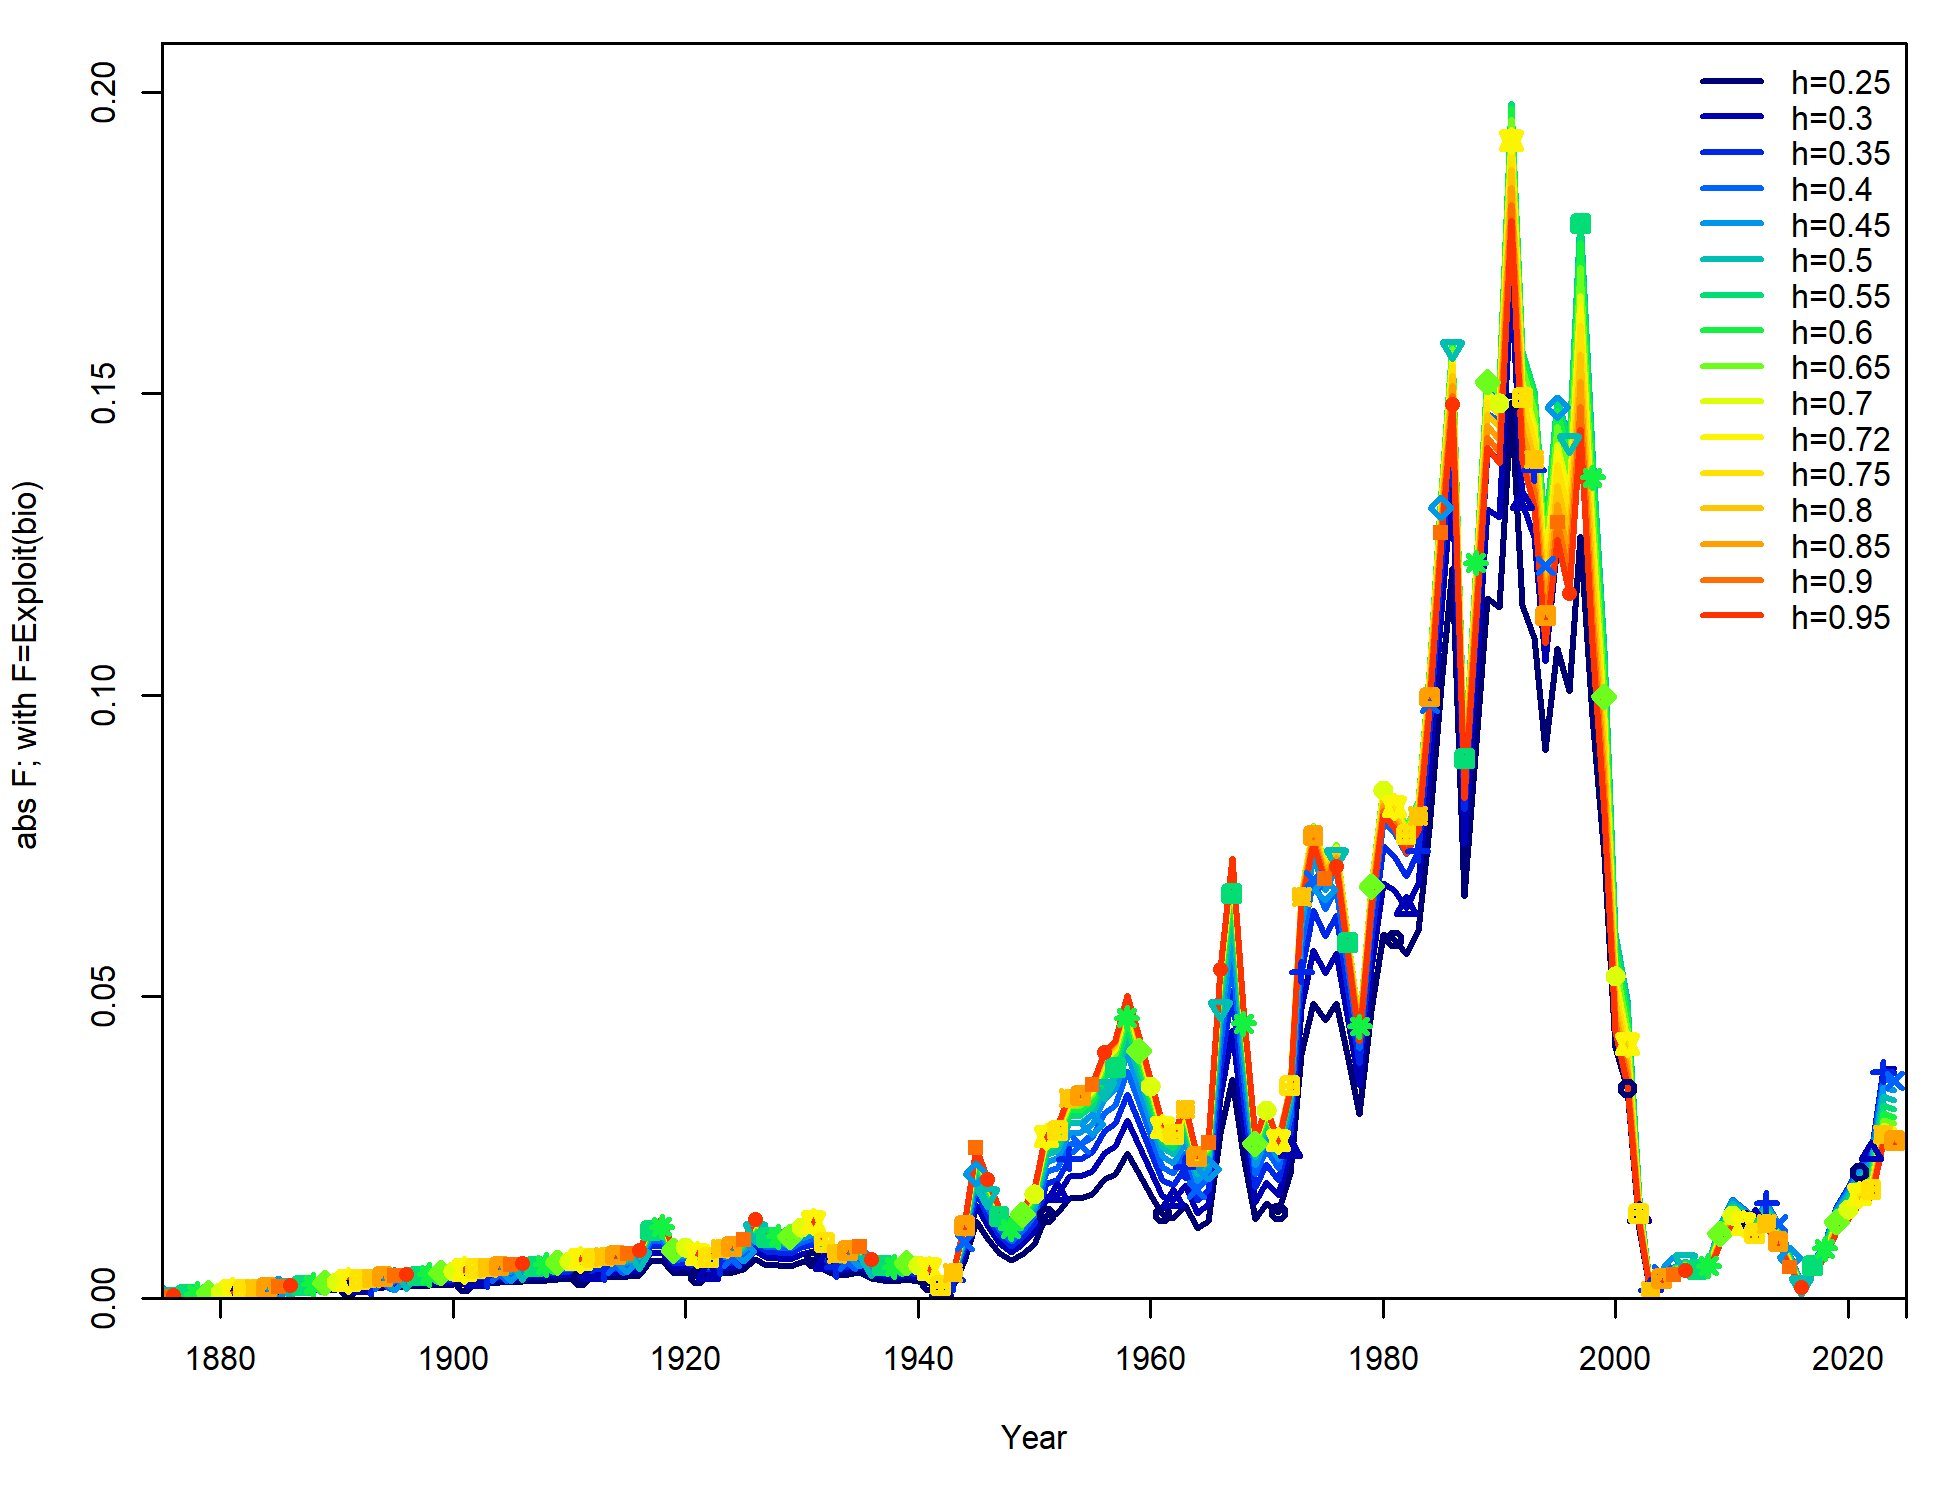 0.20
0.15
0.10
0.05
0.00
abs F; with F=Exploit(bio)
h=0.25
h=0.3
h=0.35
h=0.4
h=0.45
h=0.5
h=0.55
h=0.6
h=0.65
h=0.7
h=0.72
h=0.75
h=0.8
h=0.85
h=0.9
h=0.95
1880 1900 1920 1940 1960 1980 2000 2020
Year